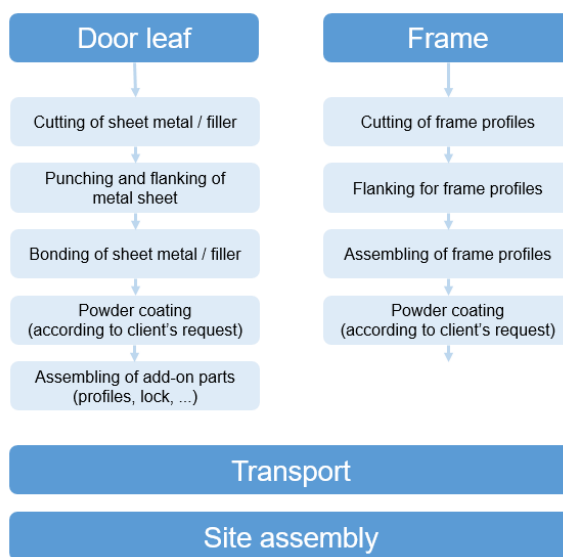 Door leaf
Cutting of sheet metal / filler
Punching and flanking of
metal sheet
Bonding of sheet metal / filler
Powder coating
(according to client's request)
Assembling of add-on parts
(profiles, lock, ...)
Frame
Cutting of frame profiles
Flanking for frame profiles
Assembling of frame profiles
Powder coating
(according to client's request)
Transport
Site assembly